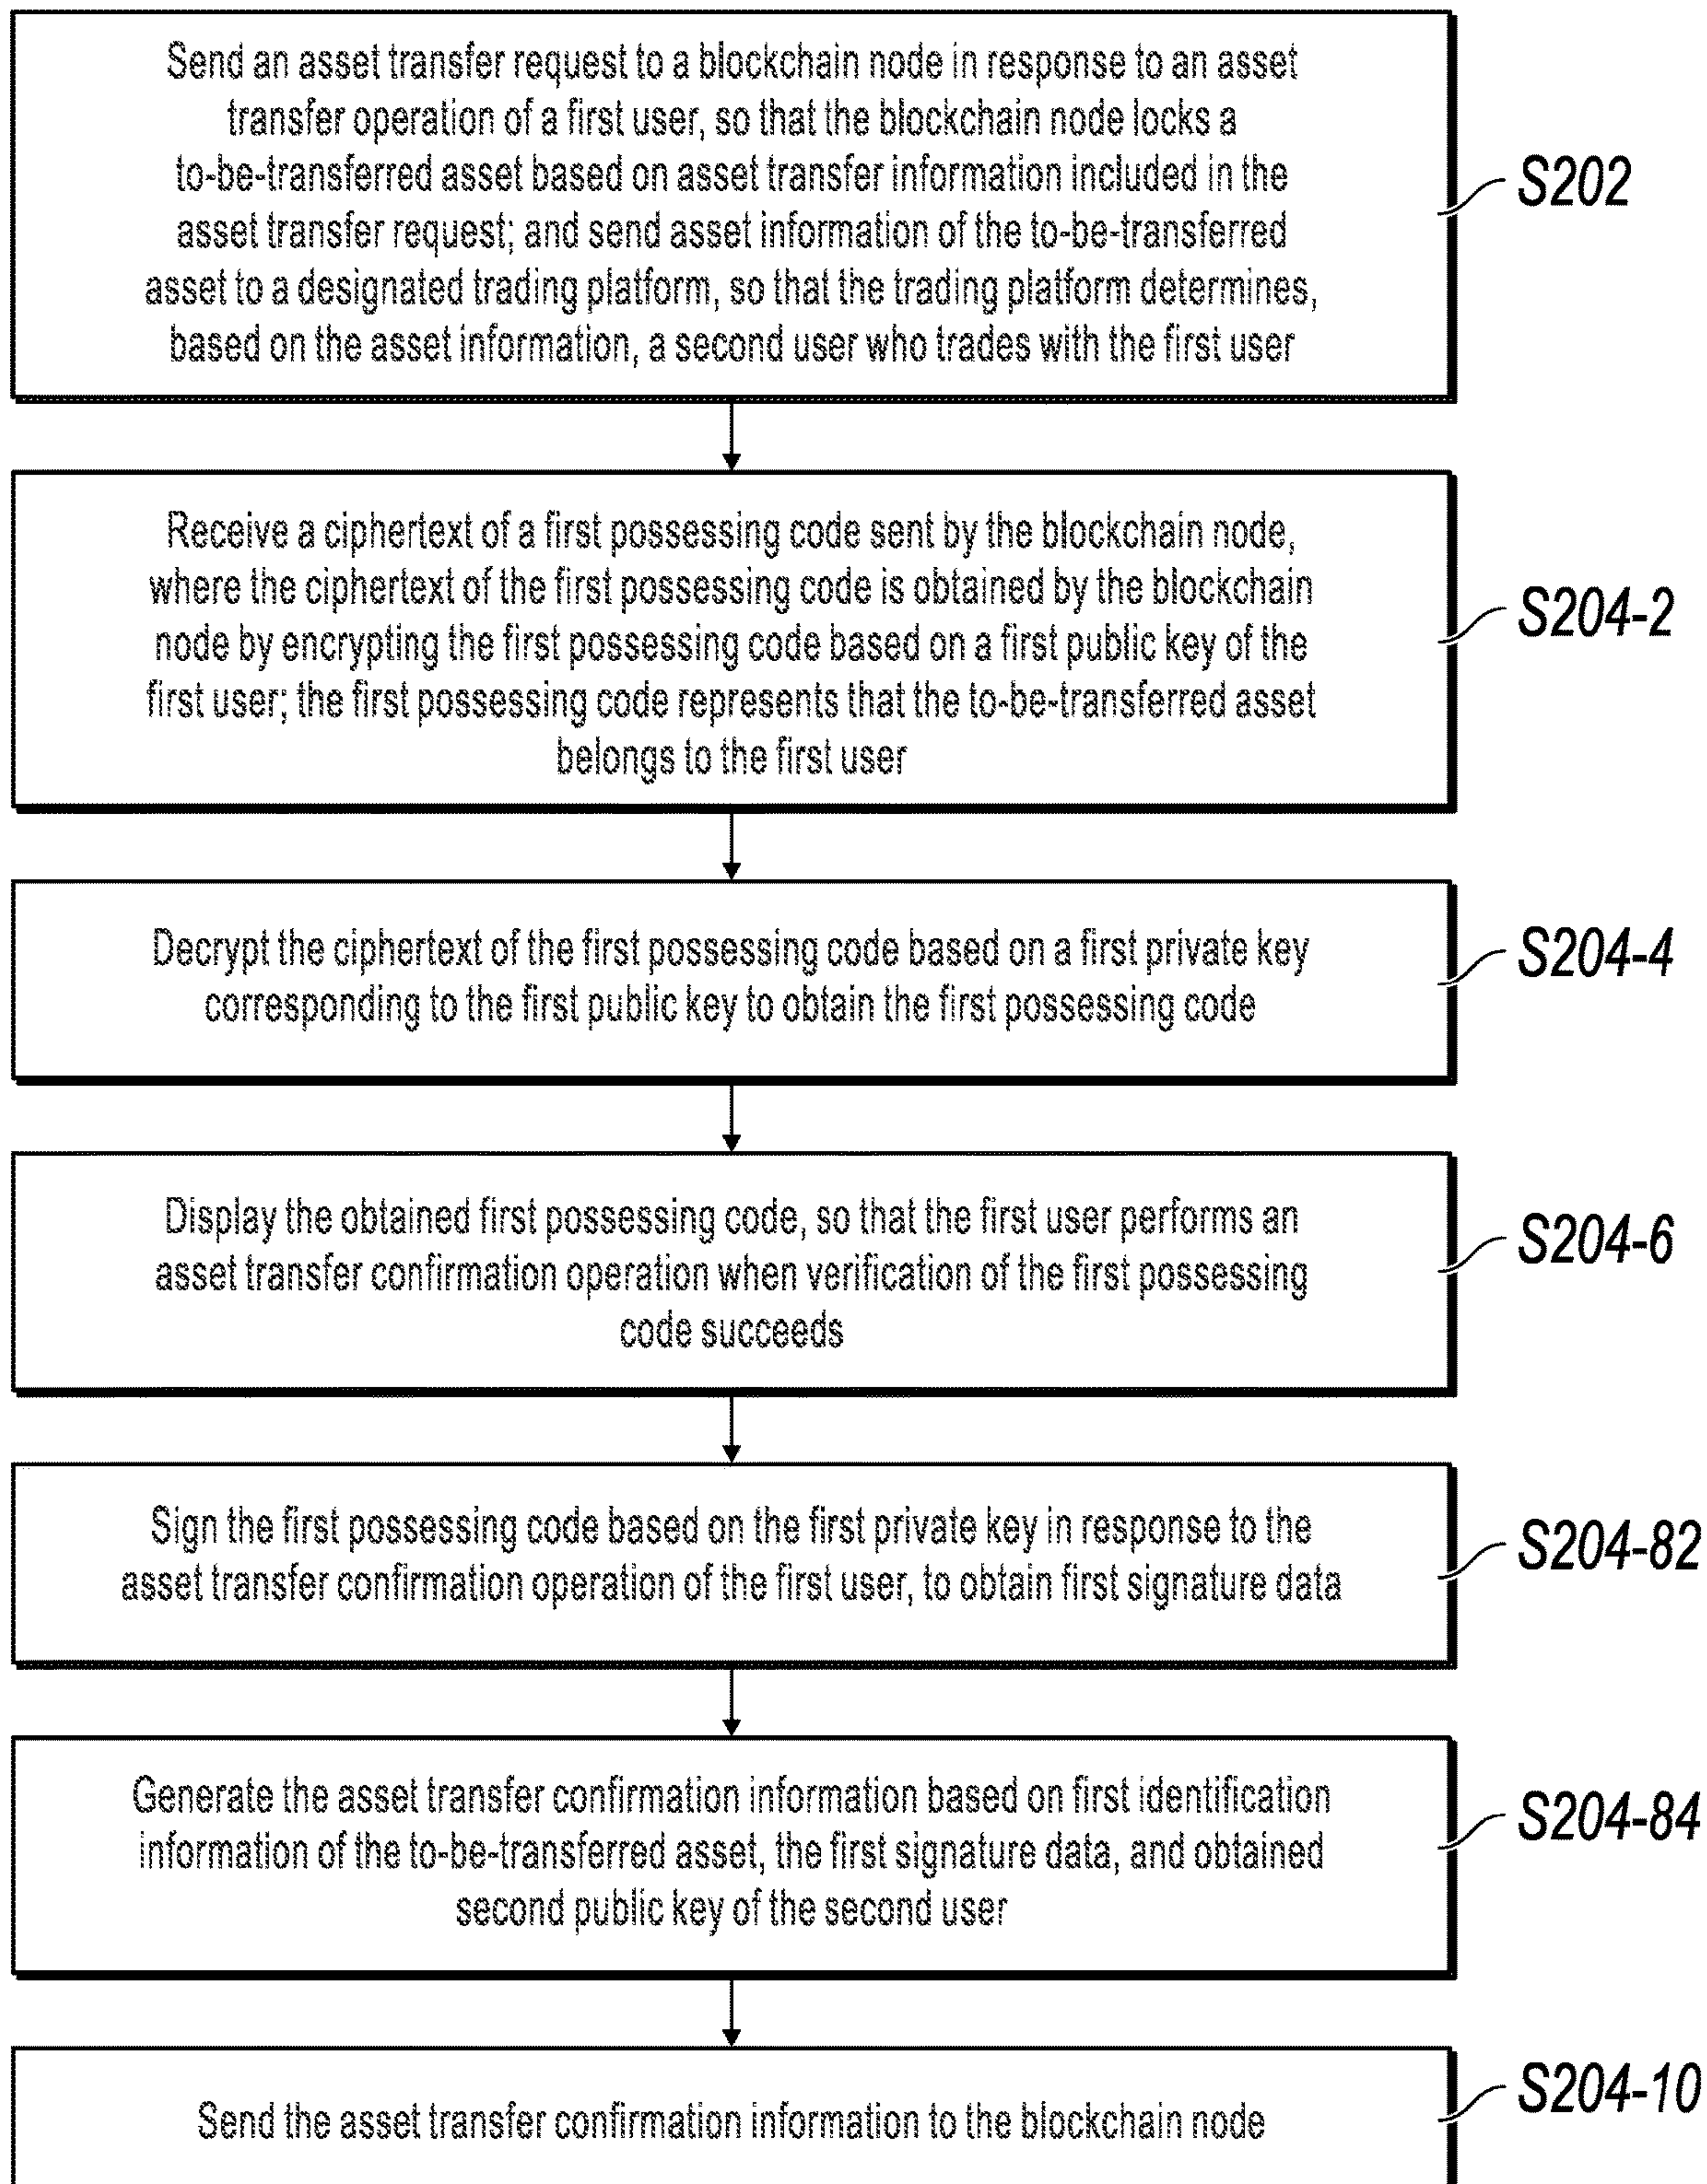 Send an asset transfer request to a blockchain node in response to an asset
transfer operation of a first user, so that the blockchain node locks a
to-be-transferred asset based on asset transfer information included in the
asset transfer request; and send asset information of the to-be-transferred
asset to a designated trading platform, so that the trading platform determines,
based on the asset information, a second user who trades with the first user
S202
Receive a ciphertext of a first possessing code sent by the blockchain node,
where the ciphertext of the first possessing code is obtained by the blockchain
node by encrypting the first possessing code based on a first public key of the
first user; the first possessing code represents that the to-be-transferred asset
belongs to the first user
S204-2
Decrypt the ciphertext of the first possessing code based on a first private key
corresponding to the first public key to obtain the first possessing code
S204-4
Display the obtained first possessing code, so that the first user performs an
asset transfer confirmation operation when verification of the first possessing
code succeeds
S204-6
Sign the first possessing code based on the first private key in response to the
asset transfer confirmation operation of the first user, to obtain first signature data
S204-82
Generate the asset transfer confirmation information based on first identification
information of the to-be-transferred asset, the first signature data, and obtained
second public key of the second user
S204-84
Send the asset transfer confirmation information to the blockchain node
S204-10